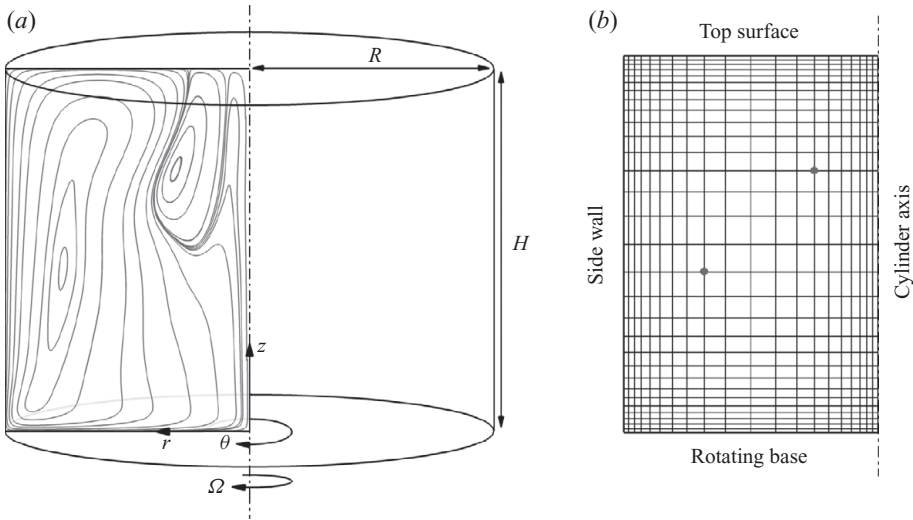 (a)
R
H
z
r
θ
Ω
(b)
Top surface
Side wall
Cylinder axis
Rotating base